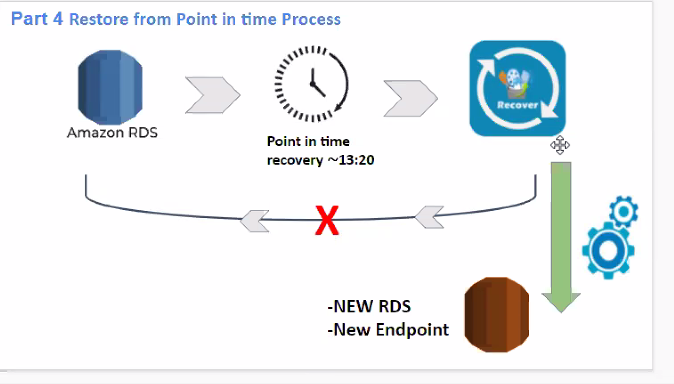 Part 4 Restore from Point in time Process
Recover
Amazon RDS
Point in time
recovery ~13:20
X
-NEW RDS
-New Endpoint